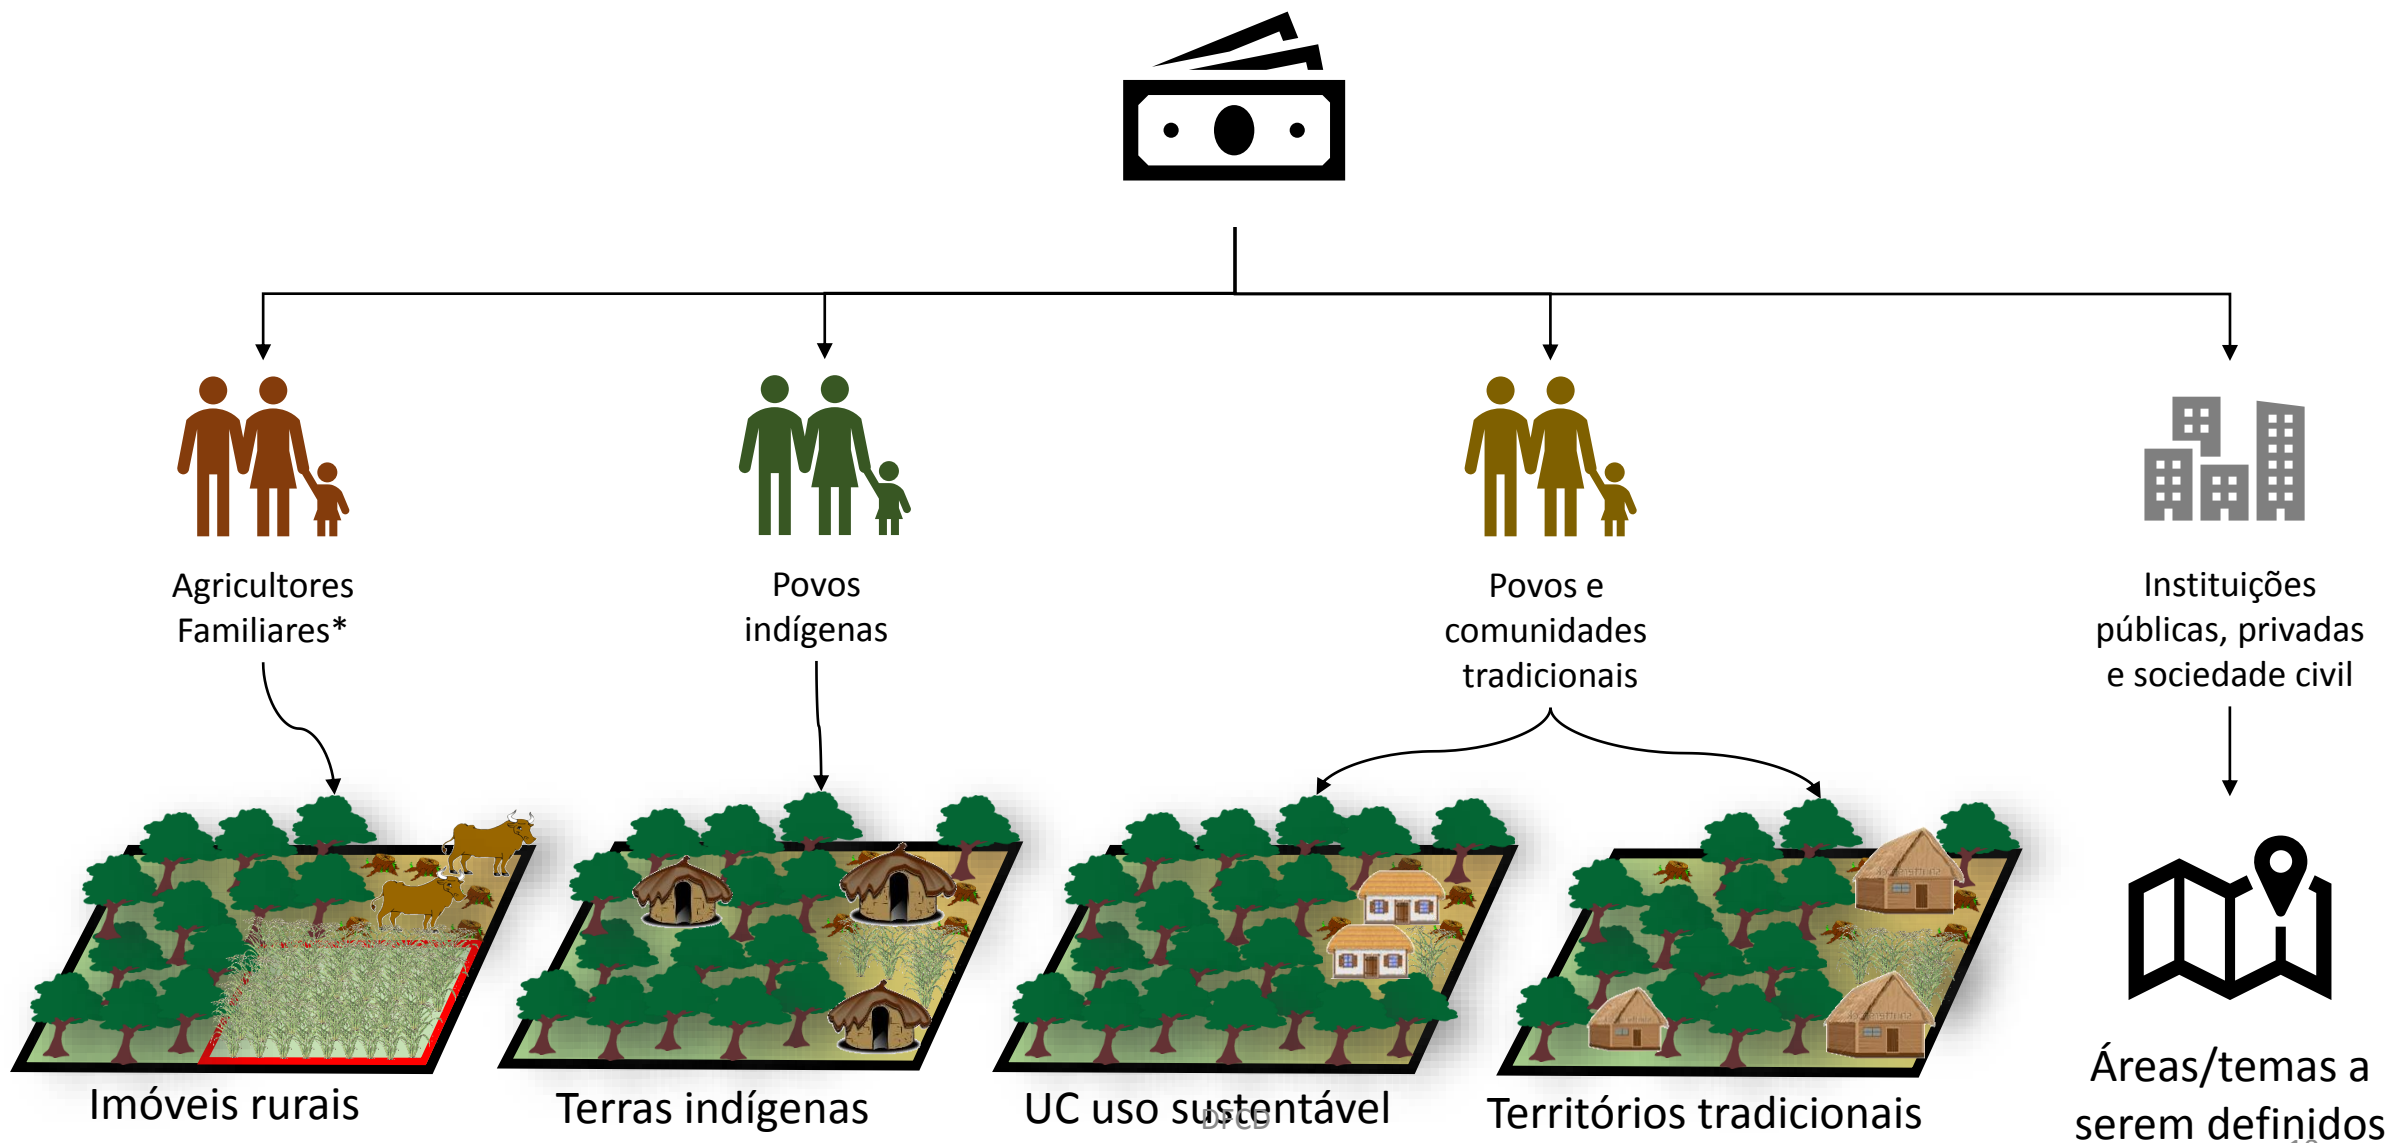 Agricultores
Familiares*
Povos
indígenas
Povos e
comunidades
tradicionais
Instituições
públicas, privadas
e sociedade civil
Imóveis rurais
Terras indígenas
UC uso sustentável
Territórios tradicionais
Áreas/temas a
serem definidos
DFCD